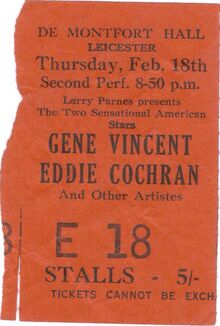 DE MONTFORT HALL
LEICESTER
Thursday, Feb. 18th
Second Perf. 8-50 p.m.
Larry Parnes presents
The Two Sensational American
Stars
GENE VINCENT
EDDIE COCHRAN
And Other Artistes
E 18
STALLS - 5/-
TICKETS CANNOT BE EXCHA